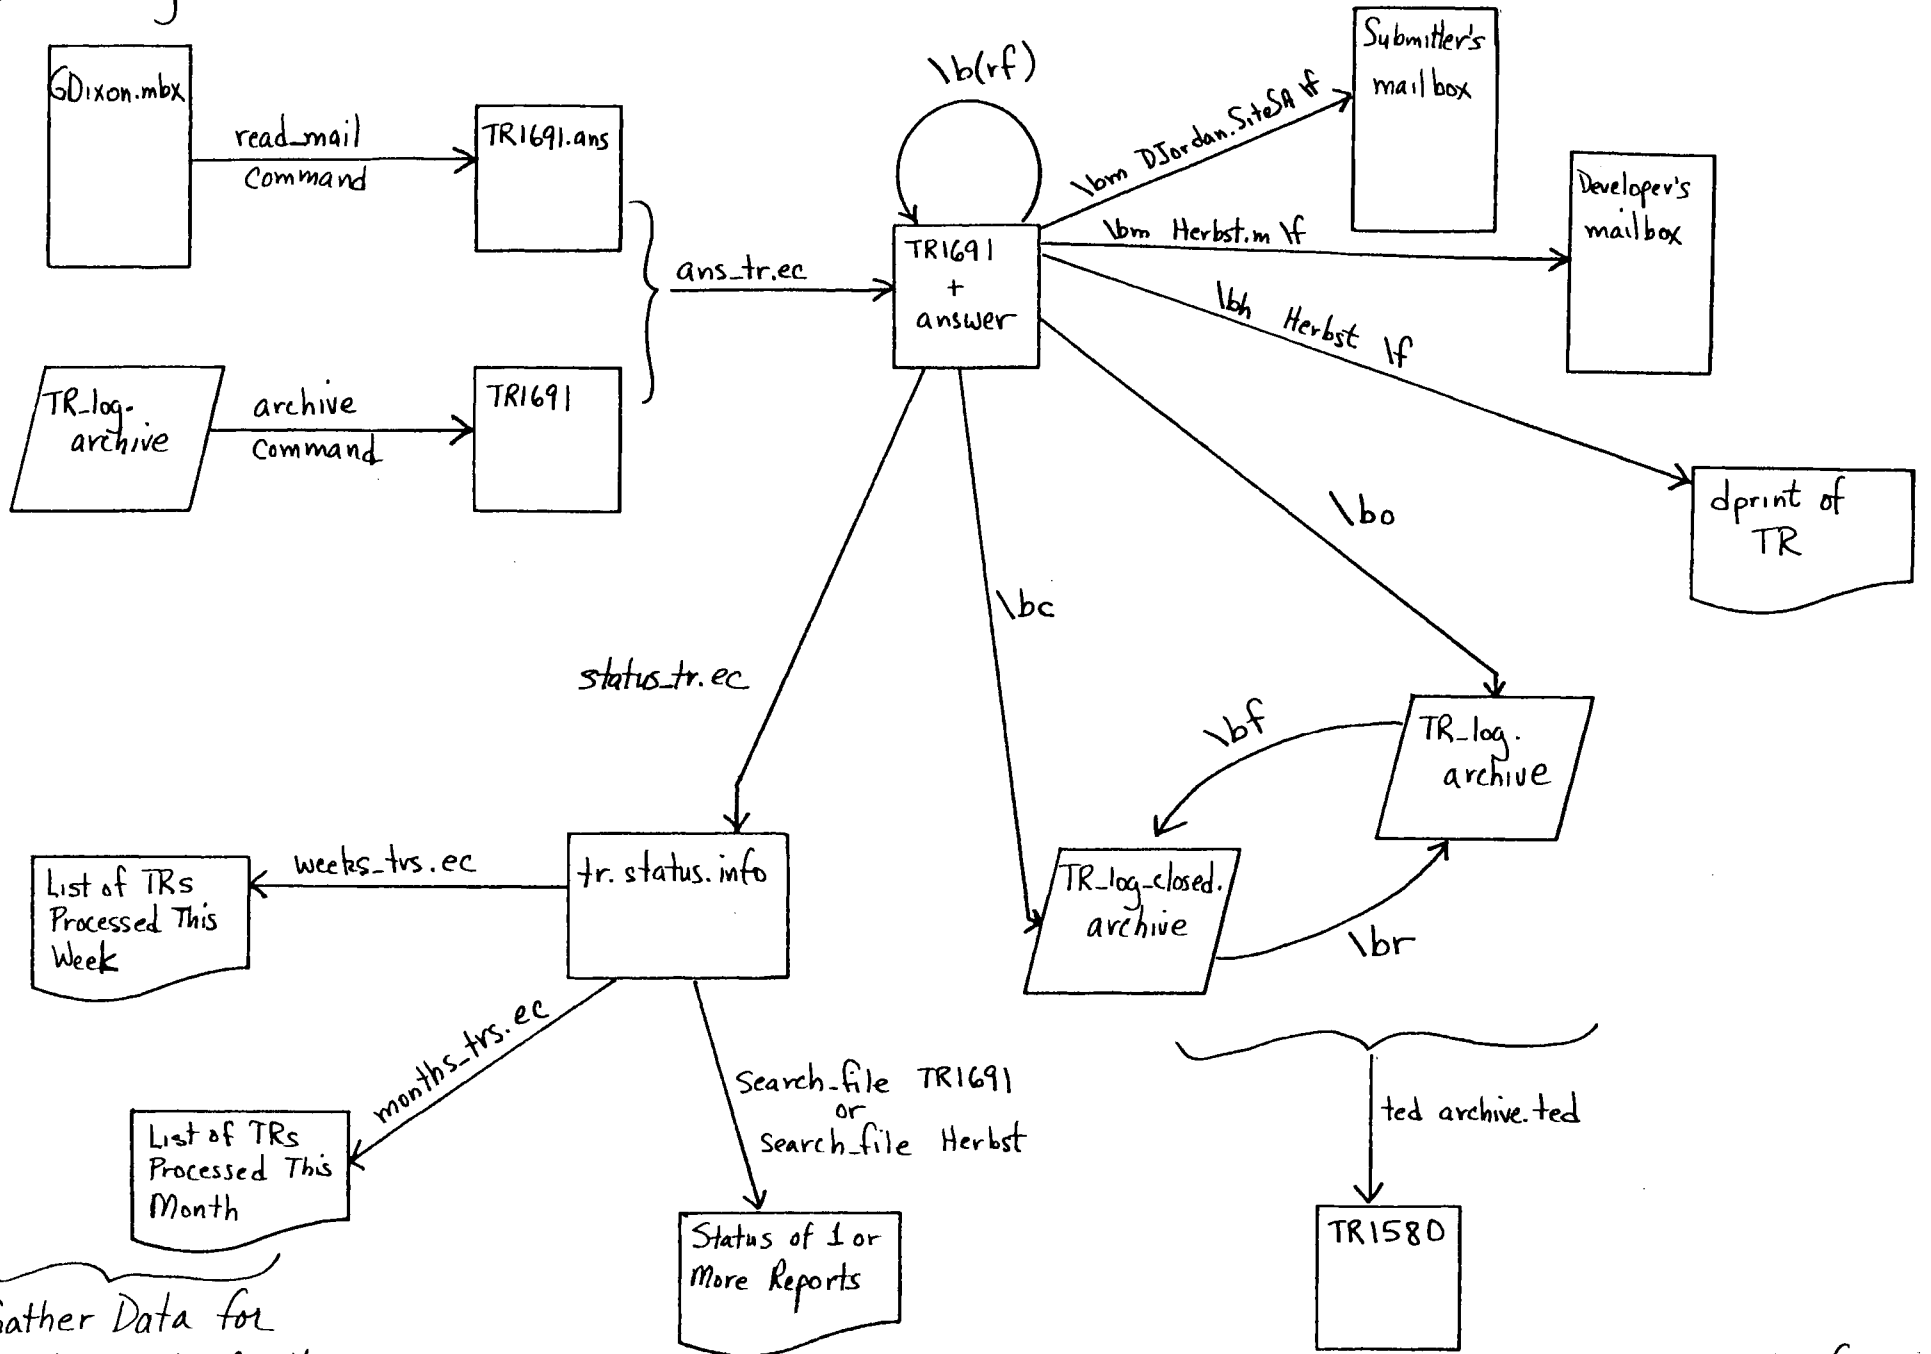 GDixon.mbx
read_mail
command
TR1691.ans
TR_log.
archive
archive
command
TR1691
ans_tr.ec
\b(rf)
TR1691
+
answer
\bm DJordan.SiteSA \f
Submitter's
mailbox
\bm Herbst.m \f
Developer's
mailbox
\bh Herbst \f
dprint of
TR
\bo
\bc
status_tr.ec
\bf
TR_log.
archive
TR_log_closed.
archive
\br
tr.status.info
weeks_trs.ec
List of TRs
Processed This
Week
months_trs.ec
List of TRs
Processed This
Month
Search_file TR1691
or
search_file Herbst
Status of 1 or
More Reports
ted archive.ted
TR1580
Gather Data for